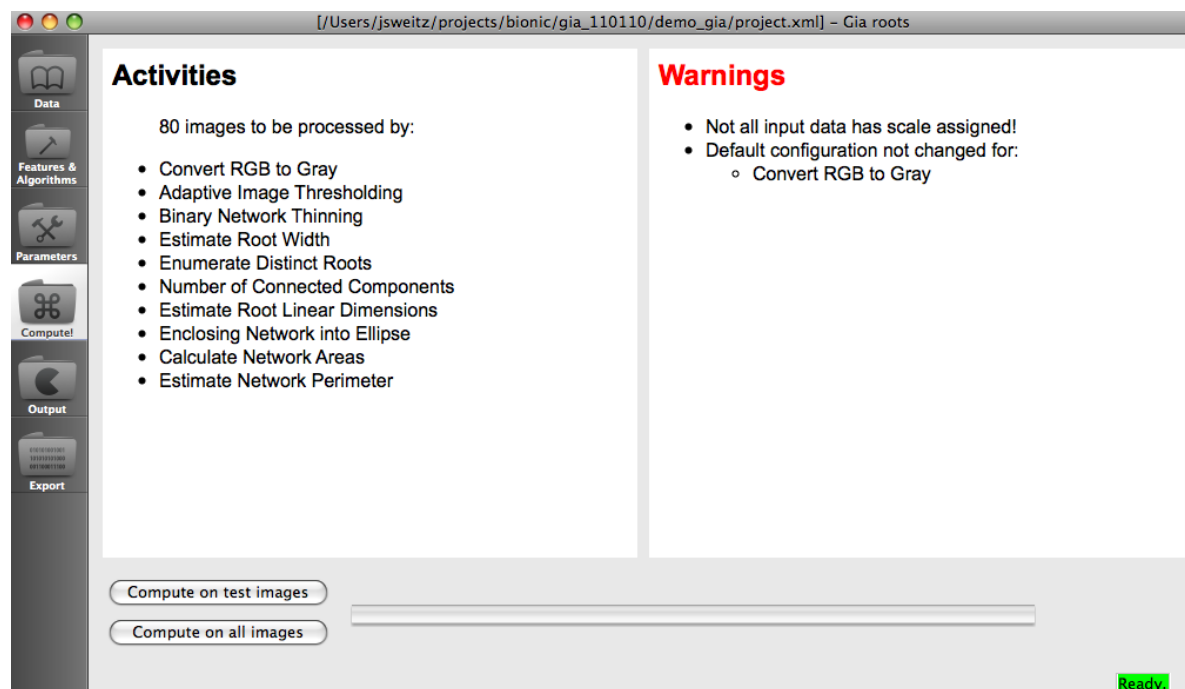 [/Users/jsweitz/projects/bionic/gia_110110/demo_gia/project.xml] – Gia roots
Data
Features &
Algorithms
Parameters
Compute!
Output
Export
Activities
80 images to be processed by:
• Convert RGB to Gray
• Adaptive Image Thresholding
• Binary Network Thinning
• Estimate Root Width
• Enumerate Distinct Roots
• Number of Connected Components
• Estimate Root Linear Dimensions
• Enclosing Network into Ellipse
• Calculate Network Areas
• Estimate Network Perimeter
Warnings
• Not all input data has scale assigned!
• Default configuration not changed for:
◦ Convert RGB to Gray
Compute on test images
Compute on all images
Ready.